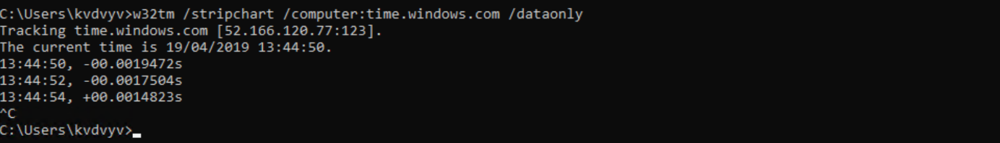 C:\Users\kvdvyv>w32tm /stripchart /computer:time.windows.com /dataonly
Tracking time.windows.com [52.166.120.77:123].
The current time is 19/04/2019 13:44:50.
13:44:50, -00.0019472s
13:44:52, -00.0017504s
13:44:54, +00.0014823s
^C
C:\Users\kvdvyv>